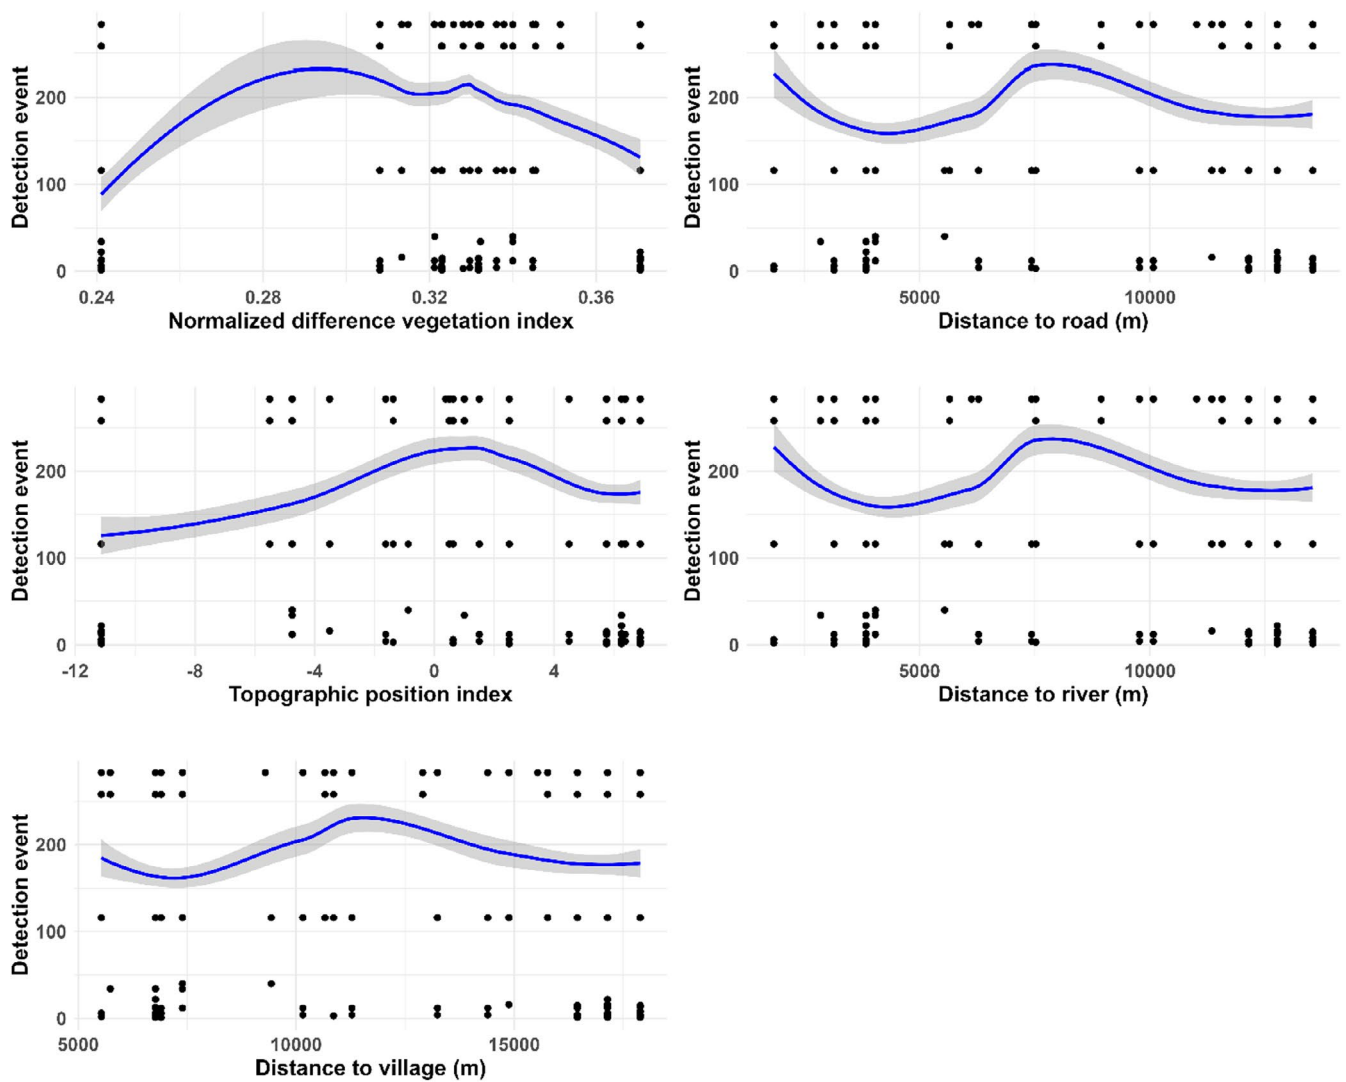 Detection event
200
100
0
0.24 0.28 0.32 0.36
Normalized difference vegetation index
Detection event
200
100
0
5000 10000
Distance to road (m)
Detection event
200
100
0
-12 -8 -4 0 4
Topographic position index
Detection event
200
100
0
5000 10000
Distance to river (m)
Detection event
200
100
0
5000 10000 15000
Distance to village (m)